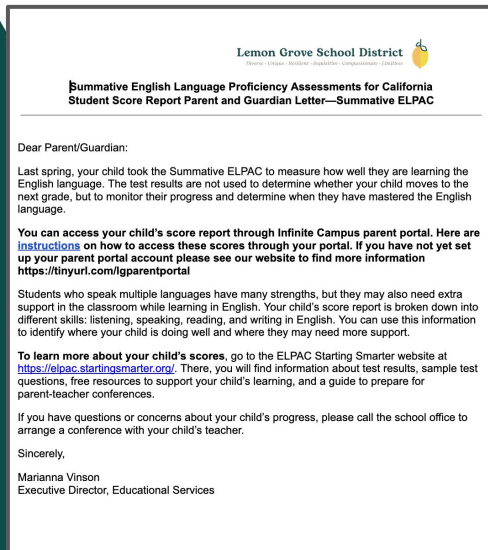 Lemon Grove School District
Diverse - Unique - Resilient - Inquisitive - Compassionate - Limitless
Summative English Language Proficiency Assessments for California
Student Score Report Parent and Guardian Letter—Summative ELPAC
Dear Parent/Guardian:
Last spring, your child took the Summative ELPAC to measure how well they are learning the
English language. The test results are not used to determine whether your child moves to the
next grade, but to monitor their progress and determine when they have mastered the English
language.
You can access your child's score report through Infinite Campus parent portal. Here are
instructions on how to access these scores through your portal. If you have not yet set
up your parent portal account please see our website to find more information
https://tinyurl.com/lgparentportal
Students who speak multiple languages have many strengths, but they may also need extra
support in the classroom while learning in English. Your child's score report is broken down into
different skills: listening, speaking, reading, and writing in English. You can use this information
to identify where your child is doing well and where they may need more support.
To learn more about your child's scores, go to the ELPAC Starting Smarter website at
https://elpac.startingsmarter.org/. There, you will find information about test results, sample test
questions, free resources to support your child's learning, and a guide to prepare for
parent-teacher conferences.
If you have questions or concerns about your child's progress, please call the school office to
arrange a conference with your child's teacher.
Sincerely,
Marianna Vinson
Executive Director, Educational Services